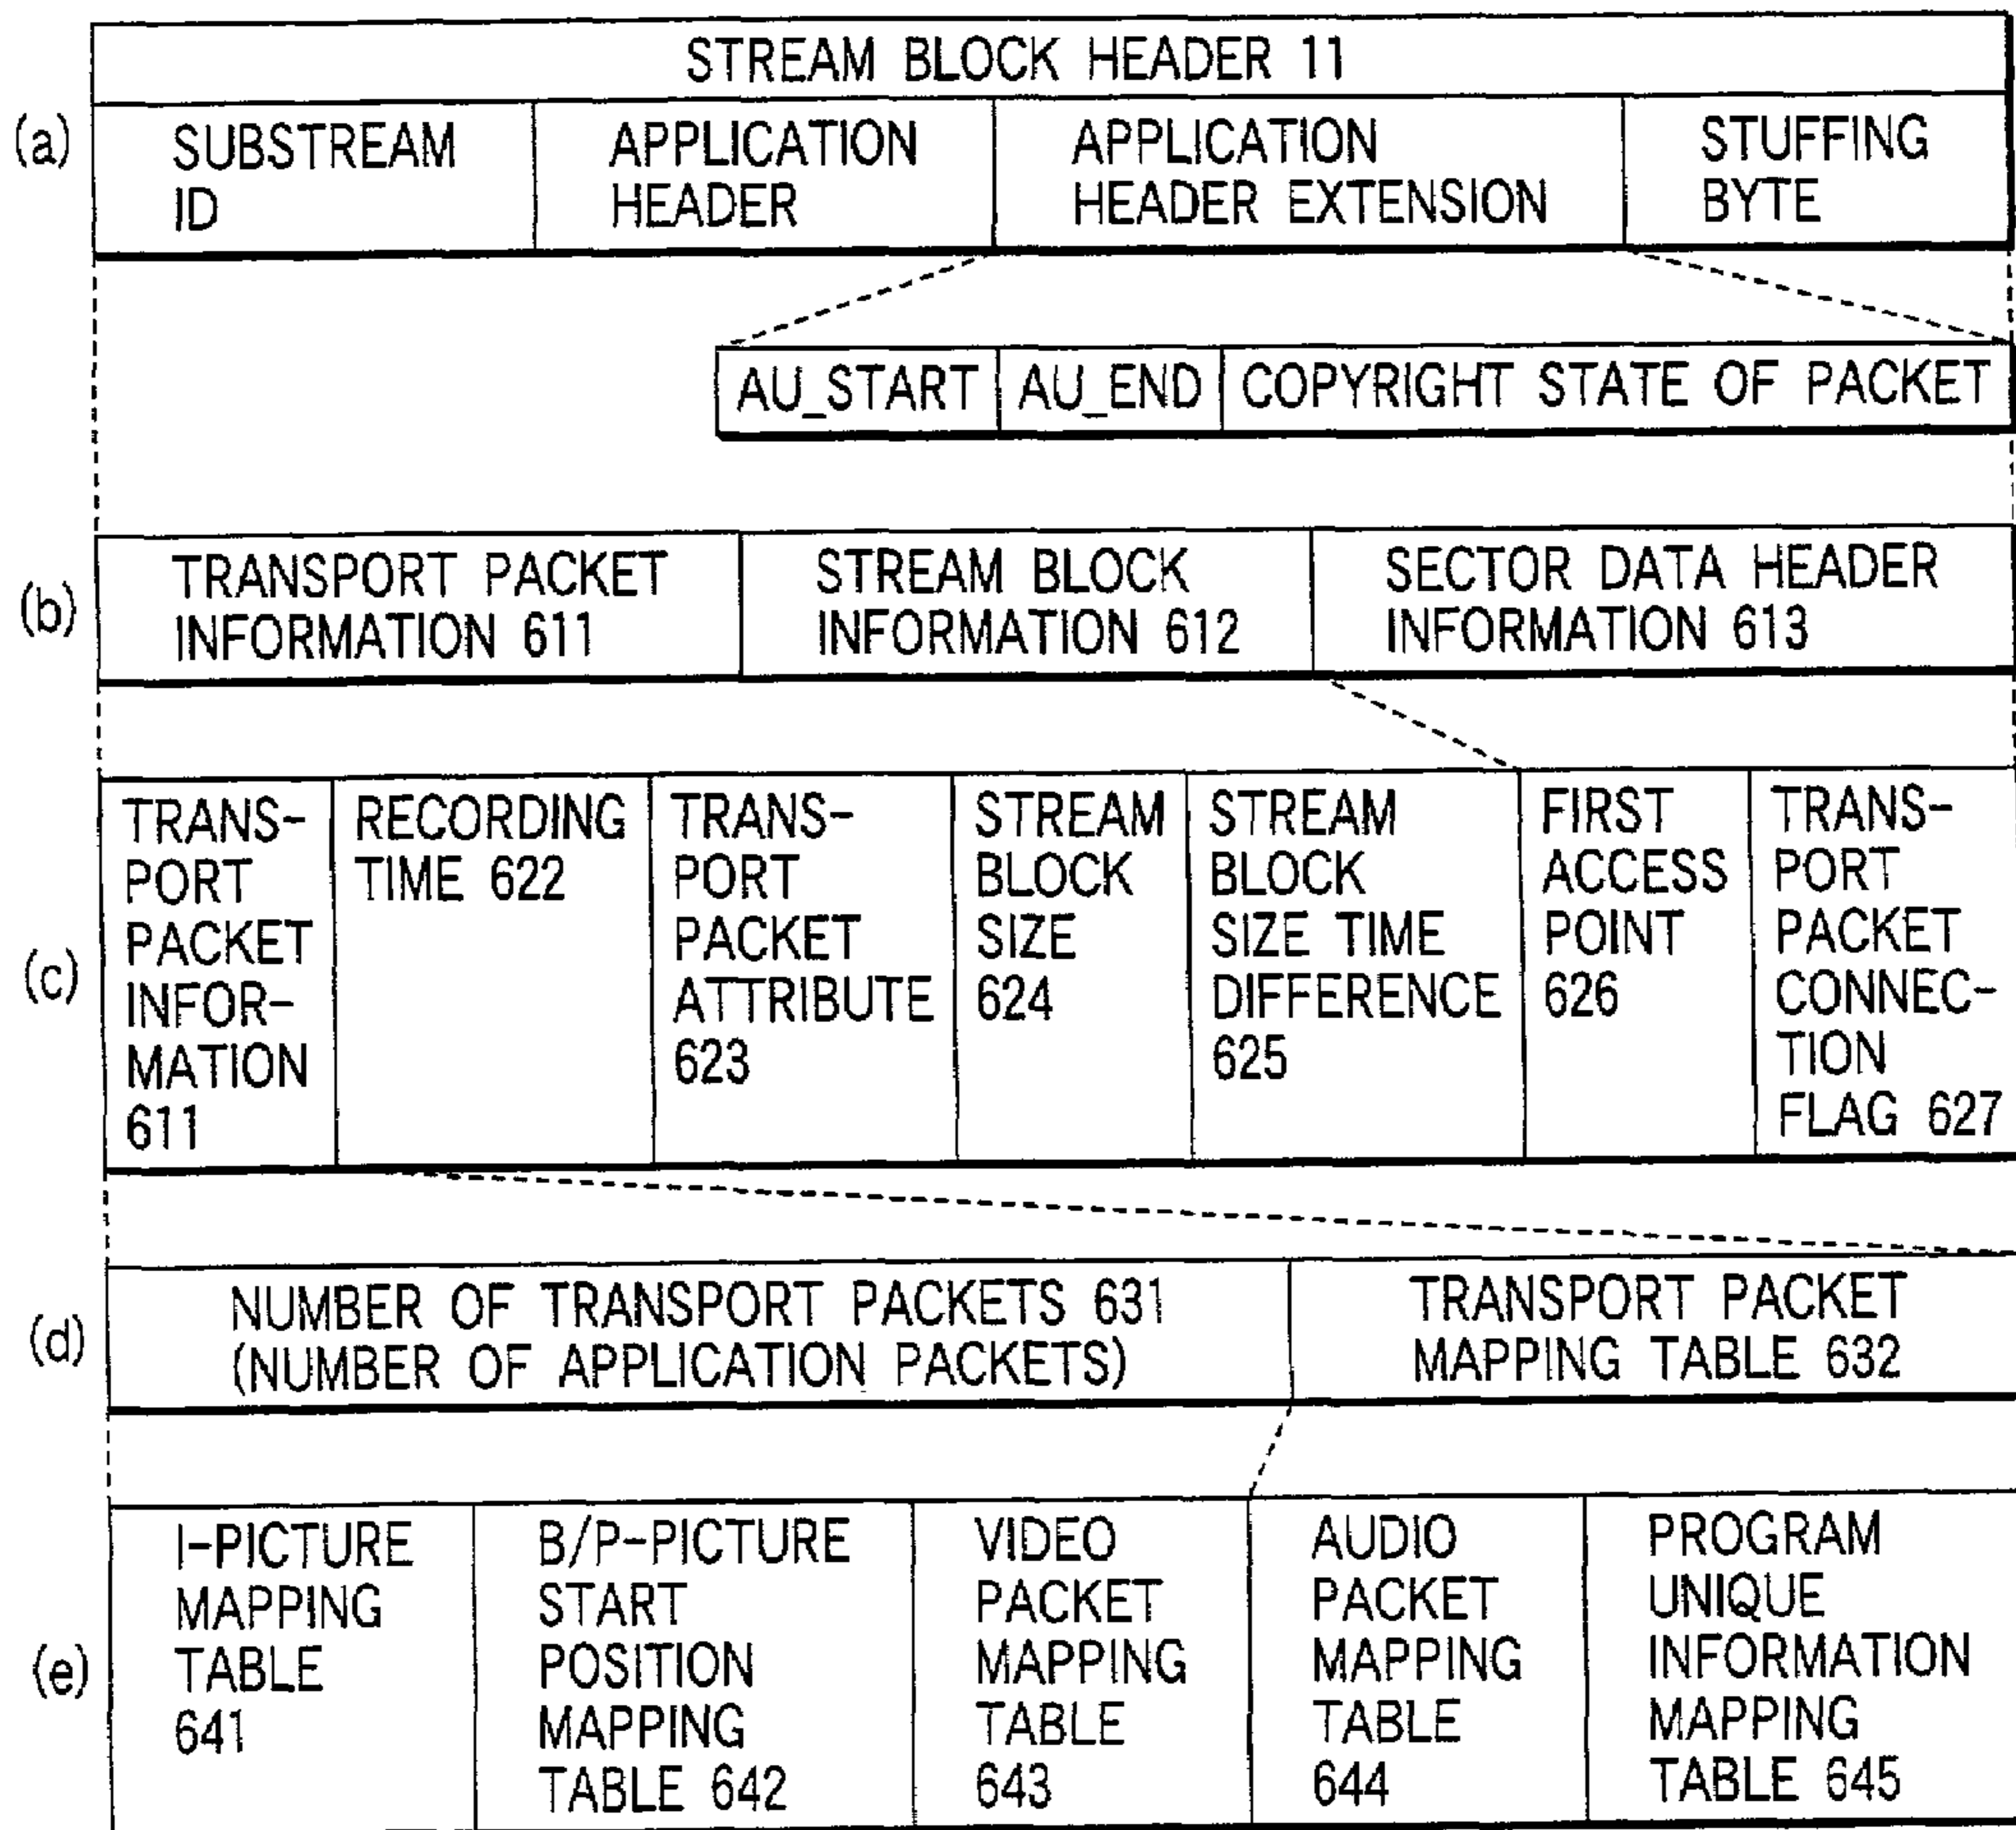 STREAM BLOCK HEADER 11
(a)
SUBSTREAM
ID
APPLICATION
HEADER
APPLICATION
HEADER EXTENSION
STUFFING
BYTE
AU_START
AU_END
COPYRIGHT STATE OF PACKET
(b)
TRANSPORT PACKET
INFORMATION 611
STREAM BLOCK
INFORMATION 612
SECTOR DATA HEADER
INFORMATION 613
(c)
TRANS-
PORT
PACKET
INFOR-
MATION
611
RECORDING
TIME 622
TRANS-
PORT
PACKET
ATTRIBUTE
623
STREAM
BLOCK
SIZE
624
STREAM
BLOCK
SIZE TIME
DIFFERENCE
625
FIRST
ACCESS
POINT
626
TRANS-
PORT
PACKET
CONNEC-
TION
FLAG 627
(d)
NUMBER OF TRANSPORT PACKETS 631
(NUMBER OF APPLICATION PACKETS)
TRANSPORT PACKET
MAPPING TABLE 632
(e)
I-PICTURE
MAPPING
TABLE
641
B/P-PICTURE
START
POSITION
MAPPING
TABLE 642
VIDEO
PACKET
MAPPING
TABLE
643
AUDIO
PACKET
MAPPING
TABLE
644
PROGRAM
UNIQUE
INFORMATION
MAPPING
TABLE 645